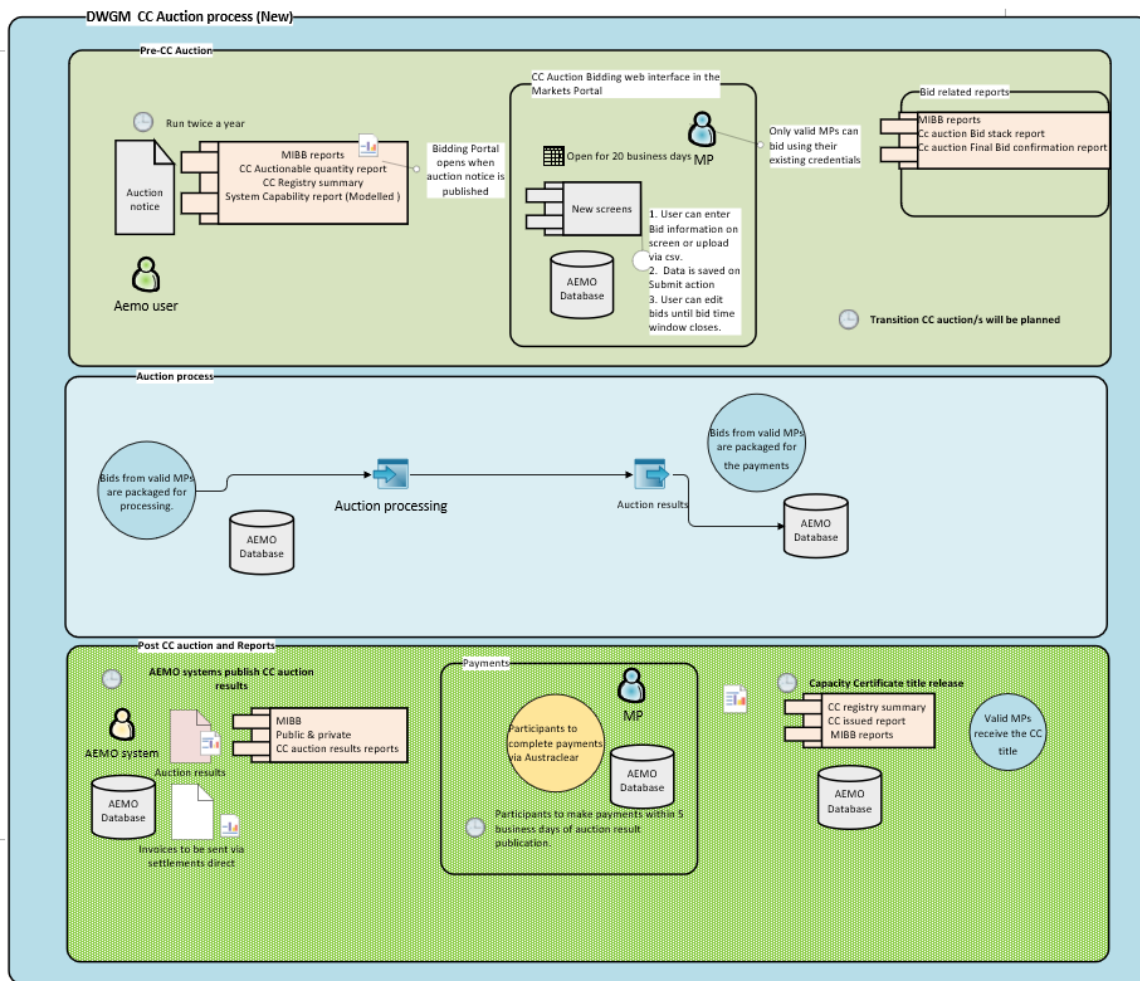 DWGM CC Auction process (New)
Pre-CC Auction
Run twice a year
Auction
notice
MIBB reports
CC Auctionable quantity report
CC Registry summary
System Capability report (Modelled )
Aemo user
Bidding Portal
opens when
auction notice is
published
CC Auction Bidding web interface in the
Markets Portal
MP
Open for 20 business days
New screens
AEMO
Database
1. User can enter
Bid information on
screen or upload
via csv.
2. Data is saved on
Submit action
3. User can edit
bids until bid time
window closes.
Only valid MPs can
bid using their
existing credentials
Bid related reports
MIBB reports
Cc auction Bid stack report
Cc auction Final Bid confirmation report
Transition CC auction/s will be planned
Auction process
Bids from valid MPs
are packaged for
processing.
AEMO
Database
Auction processing
Auction results
Bids from valid MPs
are packaged for
the payments
AEMO
Database
Post CC auction and Reports
AEMO systems publish CC auction
results
AEMO system
Auction results
MIBB
Public & private
CC auction results reports
AEMO
Database
Invoices to be sent via
settlements direct
Payments
MP
Participants to
complete payments
via Austraclear
AEMO
Database
Participants to make payments within 5
business days of auction result
publication.
Capacity Certificate title release
CC registry summary
CC issued report
MIBB reports
AEMO
Database
Valid MPs
receive the CC
title